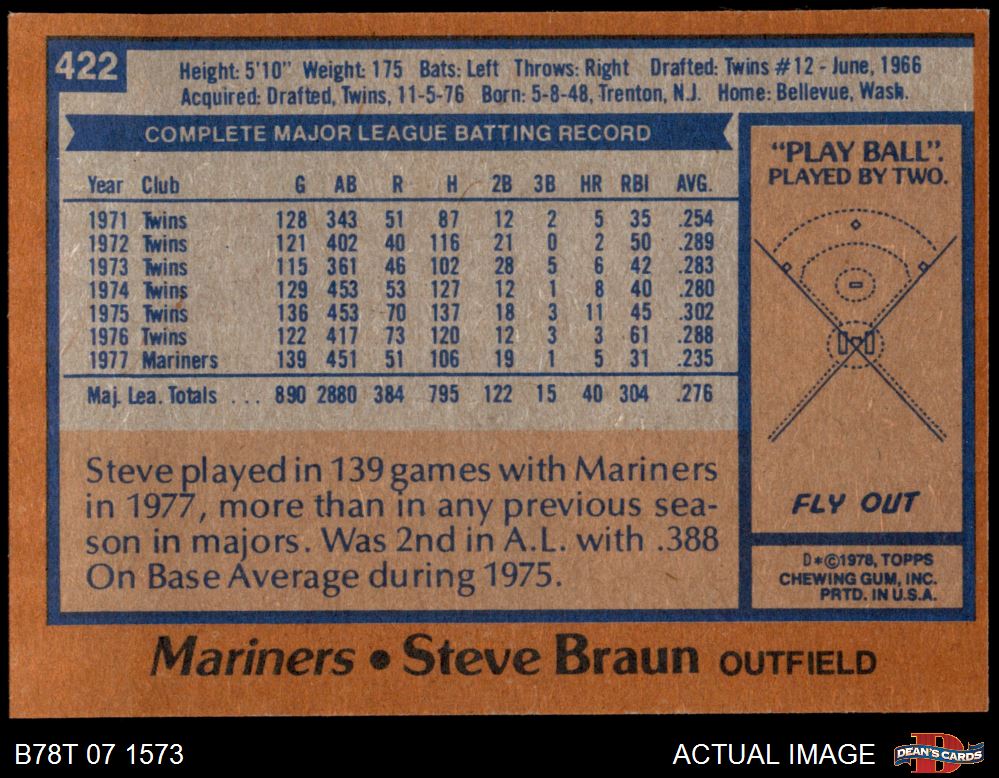 422
Height: 5'10" Weight: 175 Bats: Left Throws: Right Drafted: Twins #12 - June, 1966
Acquired: Drafted, Twins, 11-5-76 Born: 5-8-48, Trenton, N.J. Home: Bellevue, Wash.
COMPLETE MAJOR LEAGUE BATTING RECORD
Year Club G AB R H 2B 3B HR RBI AVG.
1971 Twins 128 343 51 87 12 2 5 35 .254
1972 Twins 121 402 40 116 21 0 2 50 .289
1973 Twins 115 361 46 102 28 5 6 42 .283
1974 Twins 129 453 53 127 12 1 8 40 .280
1975 Twins 136 453 70 137 18 3 11 45 .302
1976 Twins 122 417 73 120 12 3 3 61 .288
1977 Mariners 139 451 51 106 19 1 5 31 .235
Maj. Lea. Totals ... 890 2880 384 795 122 15 40 304 .276
Steve played in 139 games with Mariners
in 1977, more than in any previous sea-
son in majors. Was 2nd in A.L. with .388
On Base Average during 1975.
"PLAY BALL".
PLAYED BY TWO.
FLY OUT
D*©1978, TOPPS
CHEWING GUM, INC.
PRTD. IN U.S.A.
Mariners • Steve Braun OUTFIELD
B78T 07 1573
ACTUAL IMAGE
DEAN'S CARDS